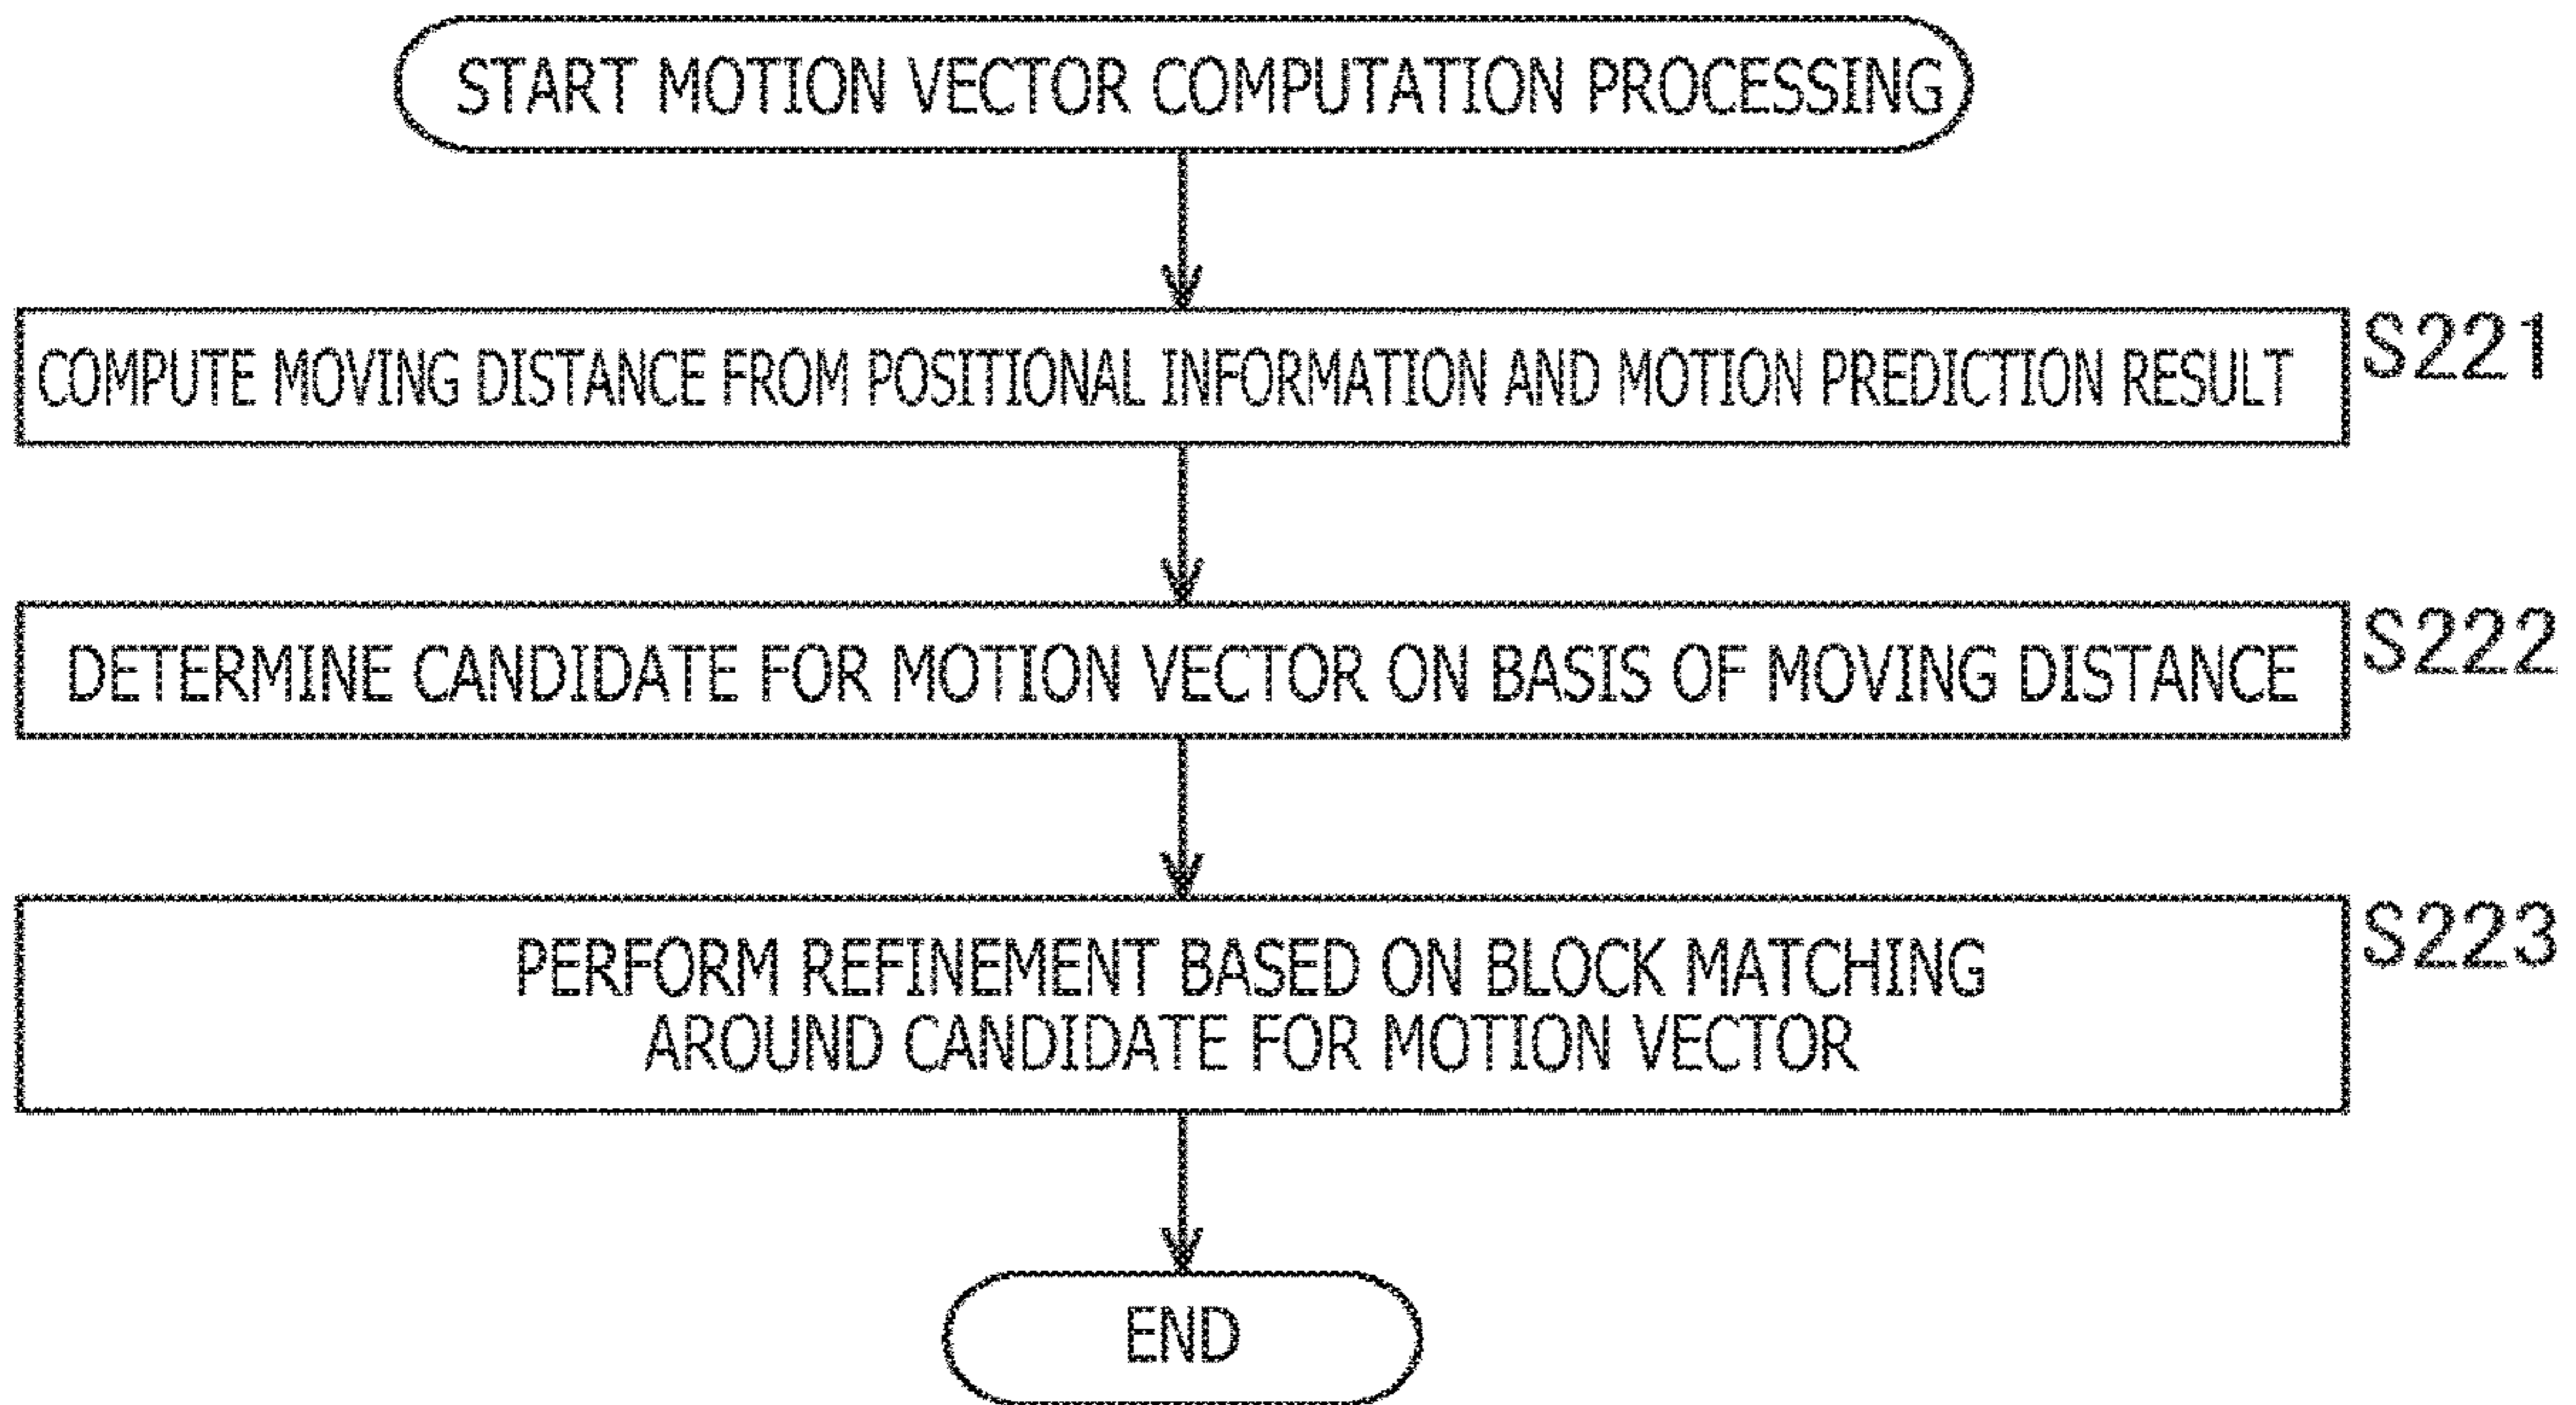 START MOTION VECTOR COMPUTATION PROCESSING
COMPUTE MOVING DISTANCE FROM POSITIONAL INFORMATION AND MOTION PREDICTION RESULT
S221
DETERMINE CANDIDATE FOR MOTION VECTOR ON BASIS OF MOVING DISTANCE
S222
PERFORM REFINEMENT BASED ON BLOCK MATCHING
AROUND CANDIDATE FOR MOTION VECTOR
S223
END